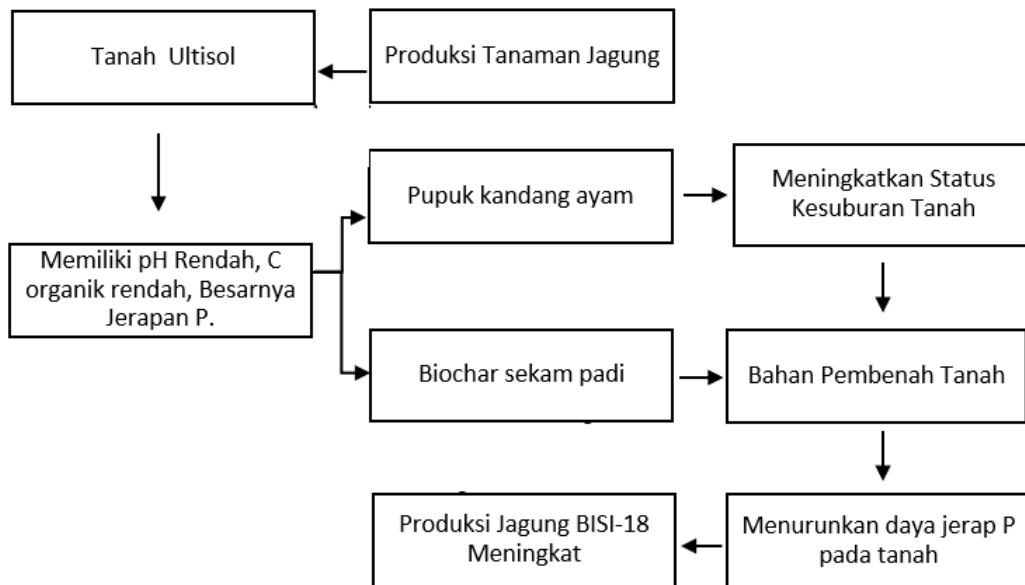 Tanah Ultisol
Produksi Tanaman Jagung
Pupuk kandang ayam
Meningkatkan Status
Kesuburan Tanah
Memiliki pH Rendah, C
organik rendah, Besarnya
Jerapan P.
Biochar sekam padi
Bahan Pembenah Tanah
Produksi Jagung BISI-18
Meningkat
Menurunkan daya jerap P
pada tanah